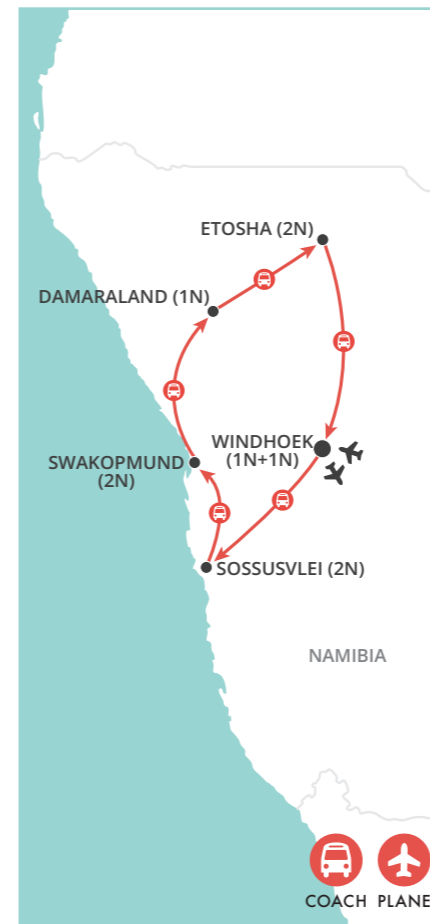 ETOSHA (2N)
DAMARALAND (1N)
WINDHOEK
(1N+1N)
SWAKOPMUND
(2N)
SOSSUSVLEI (2N)
NAMIBIA
COACH PLANE